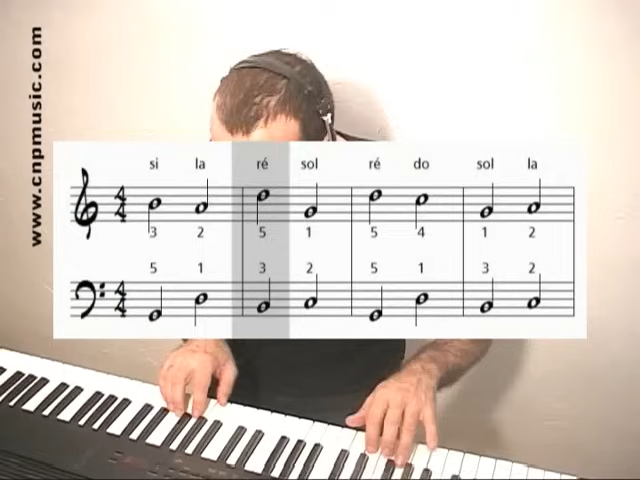 www.cnpmusic.com
si la ré sol ré do sol la
4 4
3 2 5 1 5 4 1 2
5 1 3 2 5 1 3 2
4 4